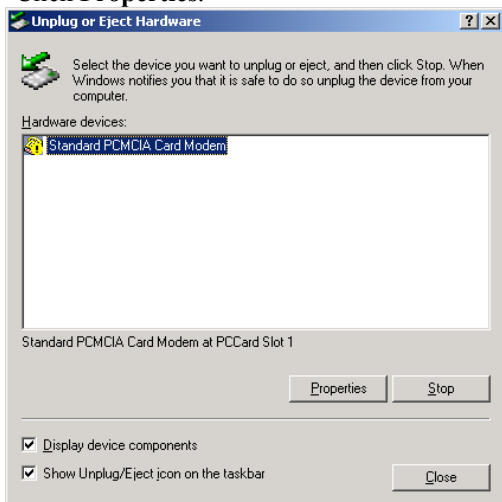 Click Properties.
Unplug or Eject Hardware
Select the device you want to unplug or eject, and then click Stop. When
Windows notifies you that it is safe to do so unplug the device from your
computer.
Hardware devices:
Standard PCMCIA Card Modem
Standard PCMCIA Card Modem at PCCard Slot 1
Properties
Stop
Display device components
Show Unplug/Eject icon on the taskbar
Close